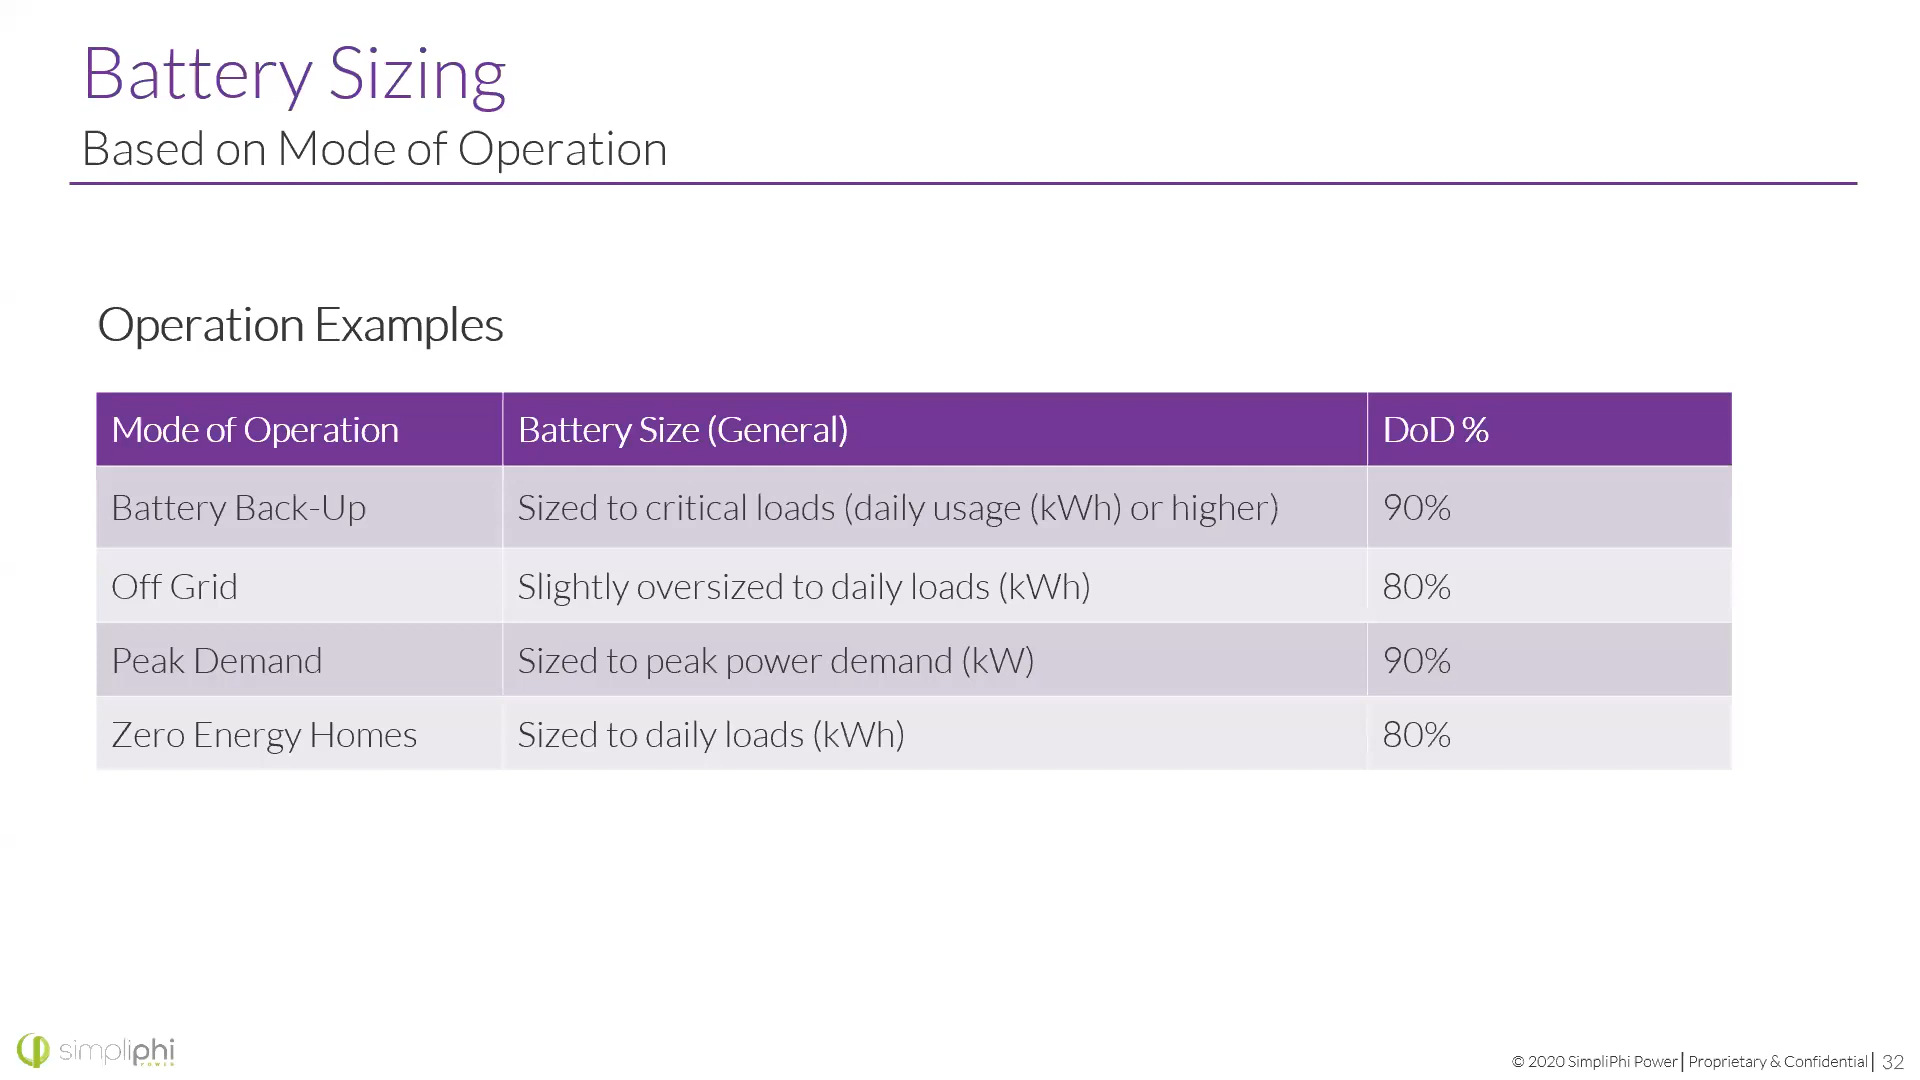 Battery Sizing
Based on Mode of Operation
Operation Examples
Mode of Operation Battery Size (General) DoD %
Battery Back-Up Sized to critical loads (daily usage (kWh) or higher) 90%
Off Grid Slightly oversized to daily loads (kWh) 80%
Peak Demand Sized to peak power demand (kW) 90%
Zero Energy Homes Sized to daily loads (kWh) 80%
simpliphi
POWER
© 2020 SimpliPhi Power| Proprietary & Confidential| 32